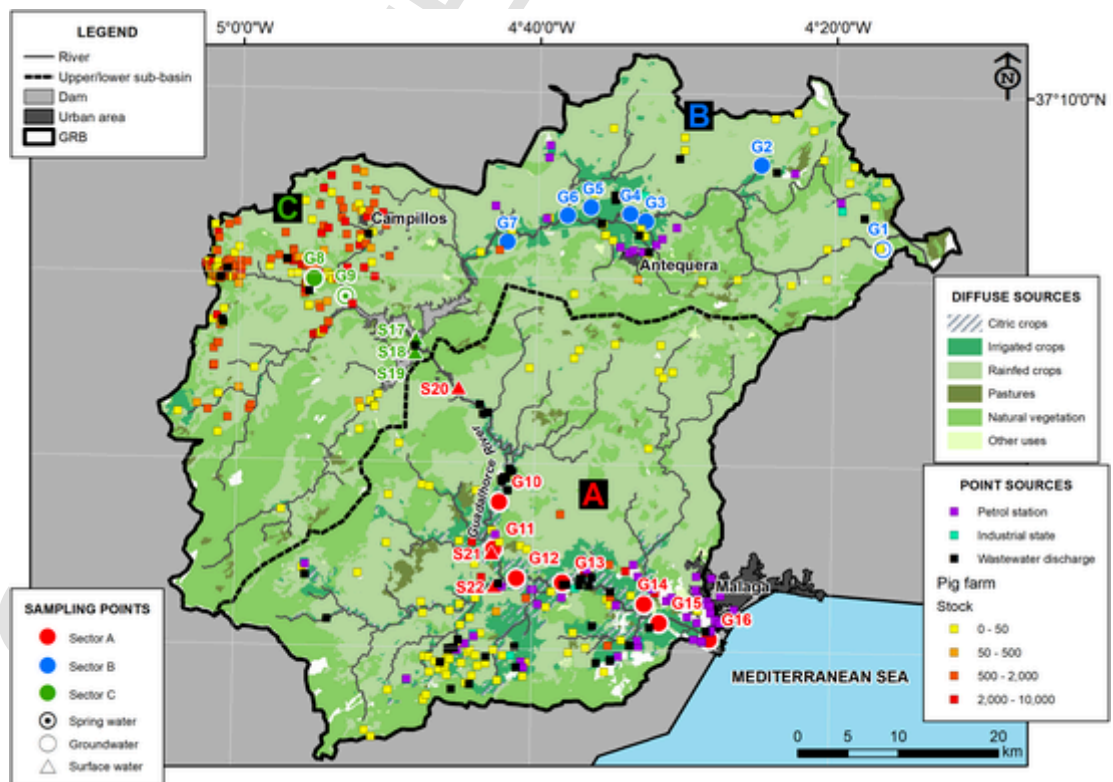 5°0'0"W
4°40'0"W
4°20'0"W
37°10'0"N
LEGEND
River
Upper/lower sub-basin
Dam
Urban area
GRB
N
B
C
A
G2
G5
G6
G4
G3
G7
G1
Campillos
Antequera
G8
G9
S17
S18
S19
S20
Guadalhorce River
G10
G11
S21
G12
G13
S22
G14
G15
G16
Malaga
MEDITERRANEAN SEA
DIFFUSE SOURCES
Citric crops
Irrigated crops
Rainfed crops
Pastures
Natural vegetation
Other uses
POINT SOURCES
Petrol station
Industrial state
Wastewater discharge
Pig farm
Stock
0 - 50
50 - 500
500 - 2,000
2,000 - 10,000
SAMPLING POINTS
Sector A
Sector B
Sector C
Spring water
Groundwater
Surface water
0 5 10 20
km